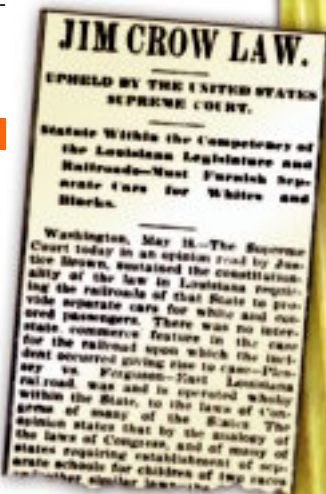 JIM CROW LAW.
UPHELD BY THE UNITED STATES
SUPREME COURT.
Statute Within the Competency of
the Louisiana Legislature and
Railroads—Must Furnish Sep-
arate Cars for Whites and
Blacks.
Washington, May 18.—The Supreme
Court today in an opinion read by Jus-
tice Brown, sustained the constitution-
ality of the law in Louisiana requir-
ing the railroads of that State to pro-
vide separate cars for white and col-
ored passengers. There was no inter-
state commerce feature in the case
for the railroad upon which the inci-
dent occurred giving rise to case—Ples-
sey vs. Ferguson—East Louisiana
railroad, was and is operated wholly
within the State, to the laws of Con-
gress of many of the States. The
opinion states that by the analogy of
the laws of Congress, and of many of
states requiring establishment of sep-
arate schools for children of two races
and other similar laws